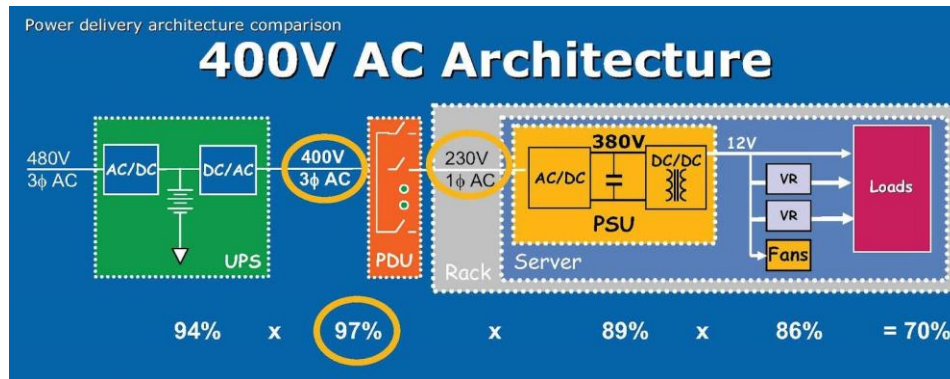 Power delivery architecture comparison
400V AC Architecture
480V
3ϕ AC
AC/DC
DC/AC
UPS
400V
3ϕ AC
PDU
230V
1ϕ AC
Rack
AC/DC
380V
DC/DC
PSU
Server
12V
VR
VR
Fans
Loads
94% x 97% x 89% x 86% = 70%